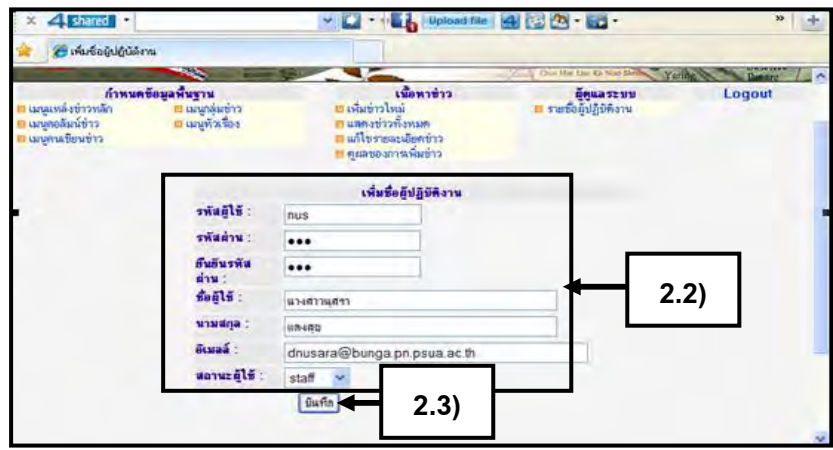 4 shared Upload file
เพิ่มชื่อผู้ปฏิบัติงาน
กำหนดข้อมูลพื้นฐาน เนื้อหาข่าว ผู้ดูแลระบบ Logout
เมนูแหล่งข่าวหลัก เมนูกลุ่มข่าว เพิ่มข่าวใหม่ รายชื่อผู้ปฏิบัติงาน
เมนูคอลัมน์ข่าว เมนูหัวเรื่อง แสดงข่าวทั้งหมด
เมนูคนเขียนข่าว แก้ไขรายละเอียดข่าว
ดูผลของการเพิ่มข่าว
เพิ่มชื่อผู้ปฏิบัติงาน
รหัสผู้ใช้ : nus
รหัสผ่าน :
ยืนยันรหัส
ผ่าน :
ชื่อผู้ใช้ : นางสาวนุสรา
นามสกุล : แสงสุข
อีเมลล์ : dnusara@bunga.pn.psua.ac.th
สถานะผู้ใช้ : staff
บันทึก
2.2)
2.3)